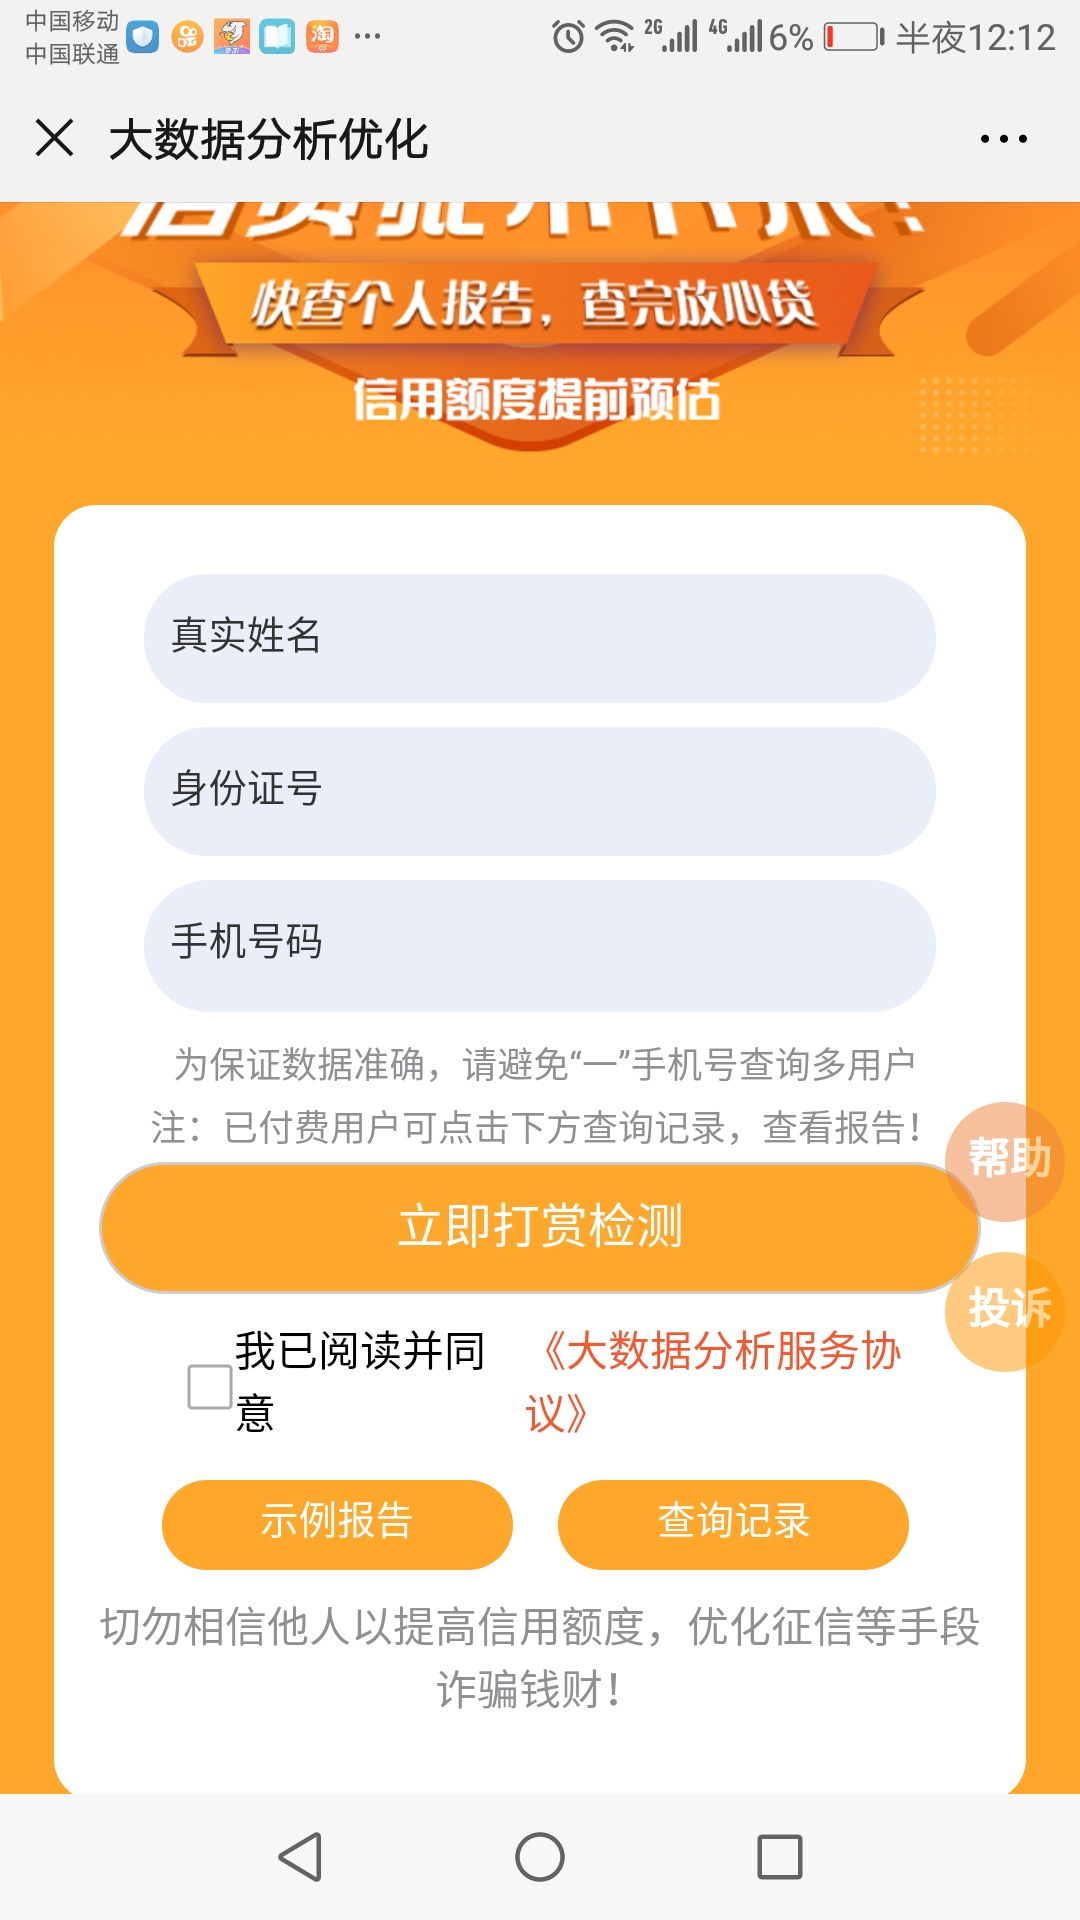 中国移动
中国联通
淘
2G 4G 6% 半夜12:12
大数据分析优化
快查个人报告，查完放心贷
信用额度提前预估
真实姓名
身份证号
手机号码
为保证数据准确，请避免“一”手机号查询多用户
注：已付费用户可点击下方查询记录，查看报告！
帮助
立即打赏检测
投诉
我已阅读并同意
《大数据分析服务协议》
示例报告 查询记录
切勿相信他人以提高信用额度，优化征信等手段
诈骗钱财！